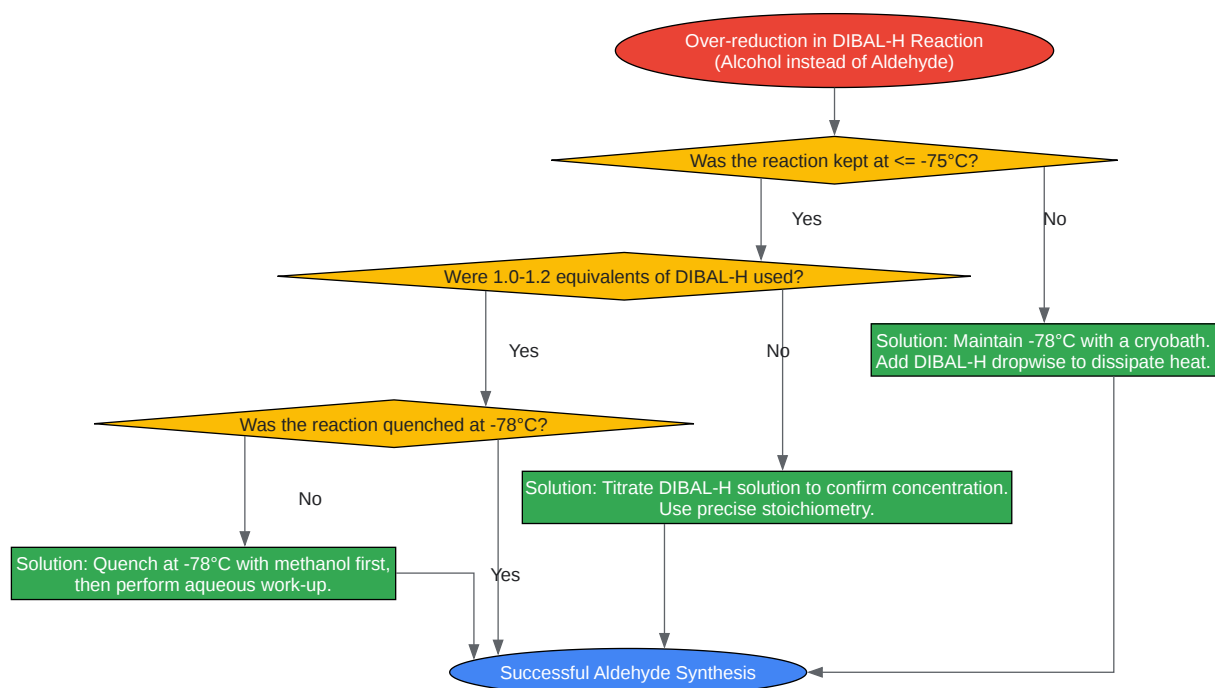 Over-reduction in DIBAL-H Reaction
(Alcohol instead of Aldehyde)
Was the reaction kept at <= -75°C?
Yes
No
Were 1.0-1.2 equivalents of DIBAL-H used?
Solution: Maintain -78°C with a cryobath.
Add DIBAL-H dropwise to dissipate heat.
Yes
No
Was the reaction quenched at -78°C?
Solution: Titrate DIBAL-H solution to confirm concentration.
Use precise stoichiometry.
No
Solution: Quench at -78°C with methanol first,
then perform aqueous work-up.
Yes
Successful Aldehyde Synthesis